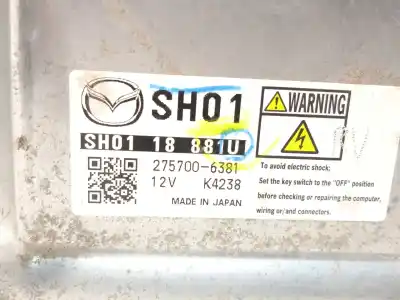 SH01
SH01 18 881U
275700-6381
12V K4238
MADE IN JAPAN
WARNING
To avoid electric shock:
Set the key switch to the "OFF" position
before checking or repairing the computer,
wiring or/and connectors.